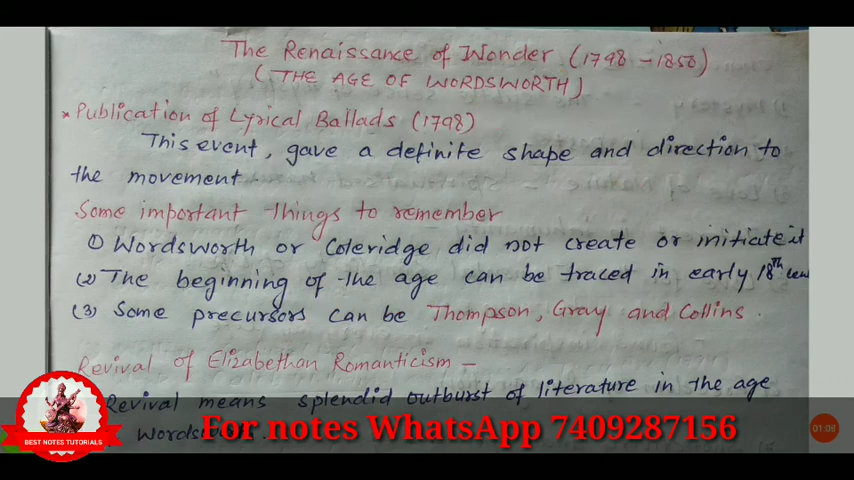 The Renaissance of Wonder (1798 - 1850)
(THE AGE OF WORDSWORTH)
* Publication of Lyrical Ballads (1798)
This event, gave a definite shape and direction to
the movement
Some important things to remember
(1) Wordsworth or Coleridge did not create or initiate it
(2) The beginning of the age can be traced in early 18th cen
(3) Some precursors can be Thompson, Gray and Collins.
Revival of Elizabethan Romanticism -
Revival means splendid outburst of literature in the age
For notes WhatsApp 7409287156
BEST NOTES TUTORIALS
01:08